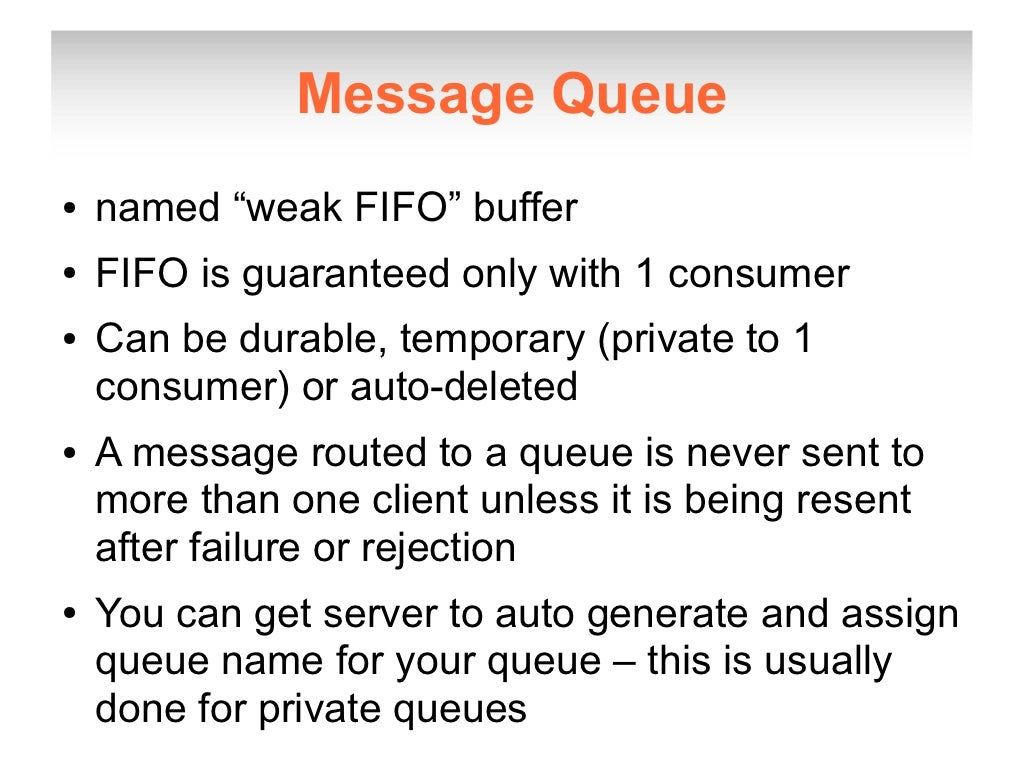 Message Queue
• named “weak FIFO” buffer
• FIFO is guaranteed only with 1 consumer
• Can be durable, temporary (private to 1
consumer) or auto-deleted
• A message routed to a queue is never sent to
more than one client unless it is being resent
after failure or rejection
• You can get server to auto generate and assign
queue name for your queue – this is usually
done for private queues